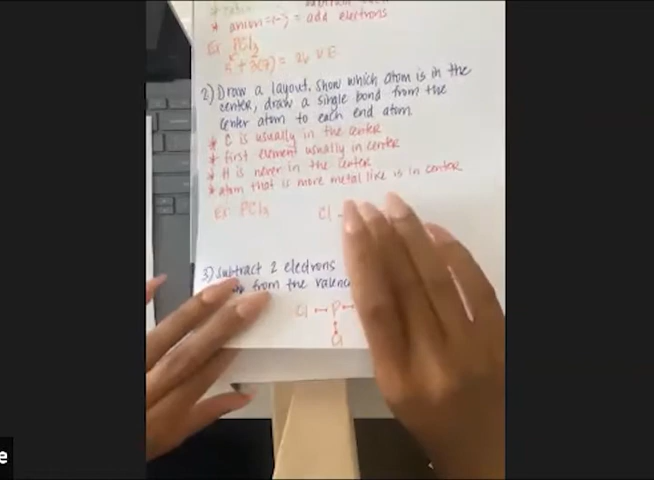 * anion = (-) = add electrons
Ex PCl3
5 + 3(7) = 26 VE
2) Draw a layout. Show which atom is in the
center, draw a single bond from the
center atom to each end atom
* C is usually in the center
* first element usually in center
* H is never in the center
* atom that is more metal like is in center
Ex PCl3 Cl -
3) Subtract 2 electrons
from the valenc
Cl — P —
Cl
e